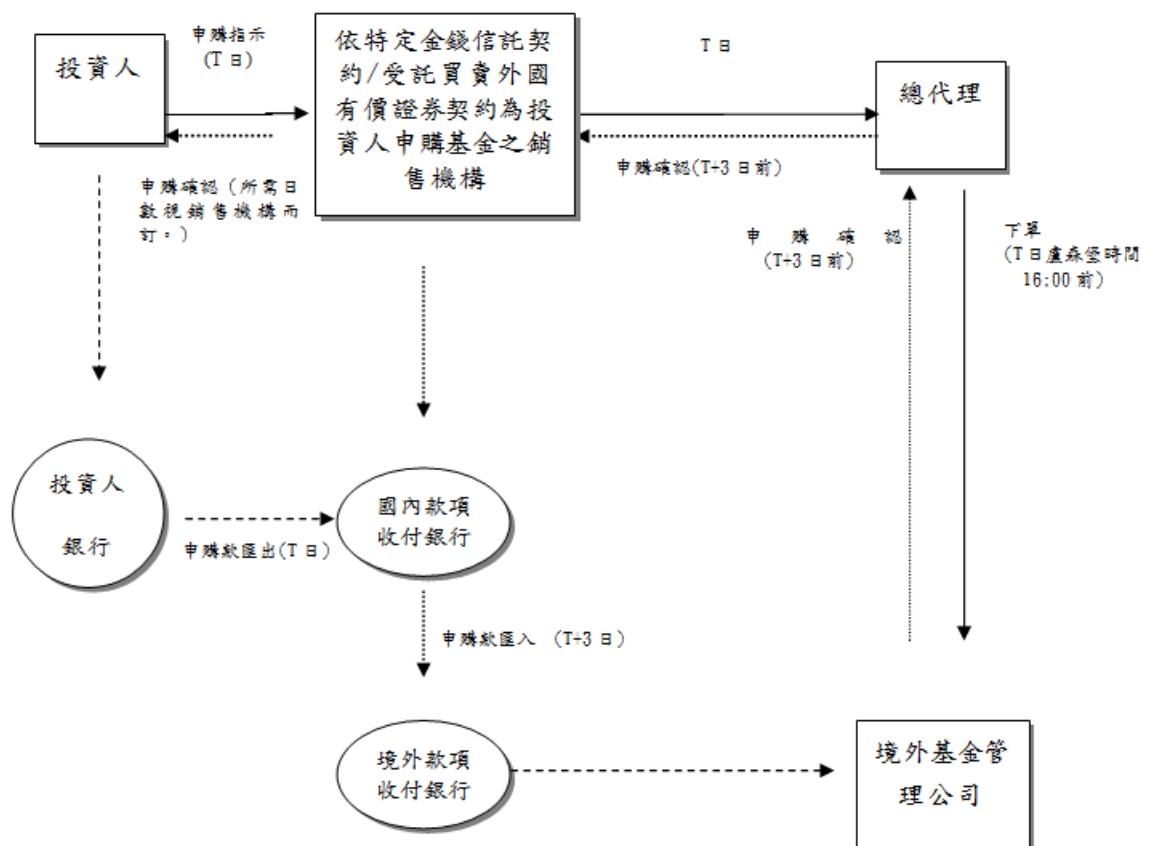 投資人
申購指示
(T 日)
依特定金錢信託契
約/受託買賣外國
有價證券契約為投
資人申購基金之銷
售機構
T 日
總代理
申購確認(T+3 日前)
申購確認（所需日
數視銷售機構而
訂。）
申購確認
(T+3 日前)
下單
(T 日盧森堡時間
16:00 前)
投資人
銀行
申購款匯出(T 日)
國內款項
收付銀行
申購款匯入 (T+3 日)
境外款項
收付銀行
境外基金管
理公司